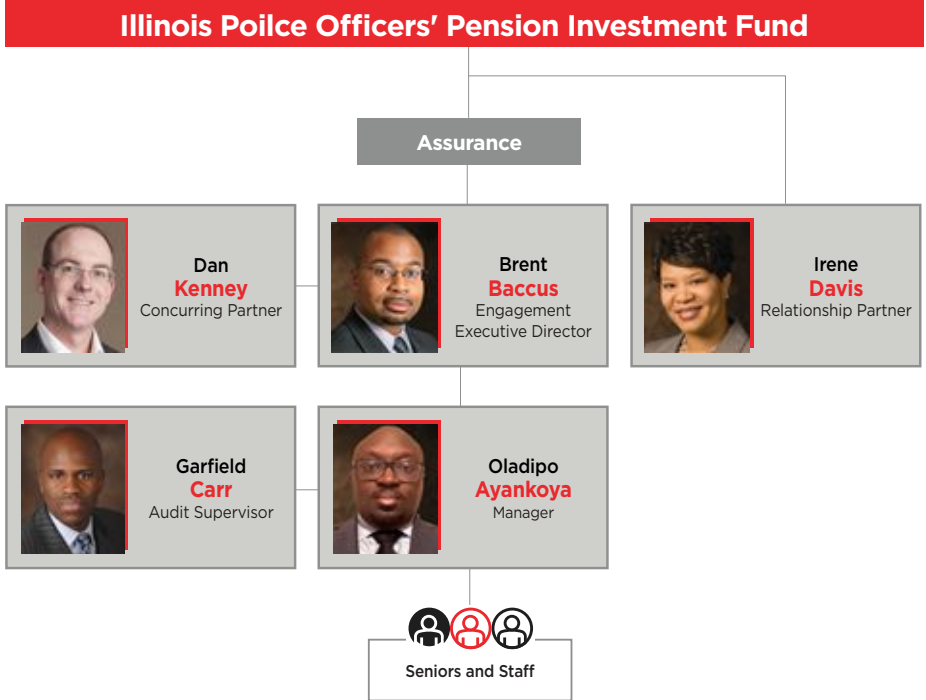 Illinois Poilce Officers' Pension Investment Fund
Assurance
Dan
Kenney
Concurring Partner
Brent
Baccus
Engagement
Executive Director
Irene
Davis
Relationship Partner
Garfield
Carr
Audit Supervisor
Oladipo
Ayankoya
Manager
Seniors and Staff